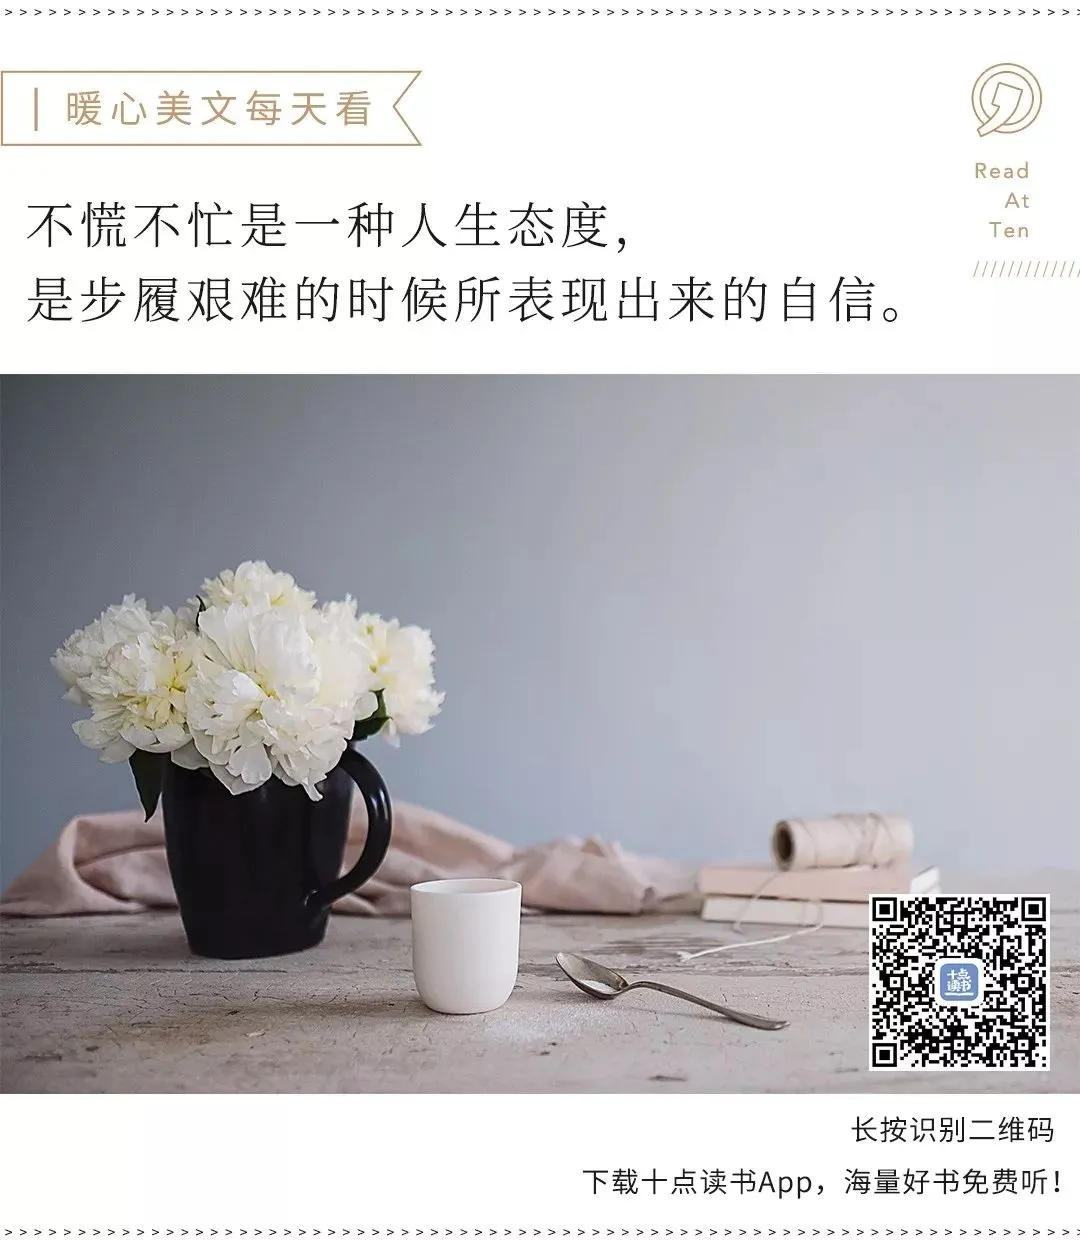 暖心美文每天看
Read
At
Ten
不慌不忙是一种人生态度，
是步履艰难的时候所表现出来的自信。
十点
读书
长按识别二维码
下载十点读书App，海量好书免费听！